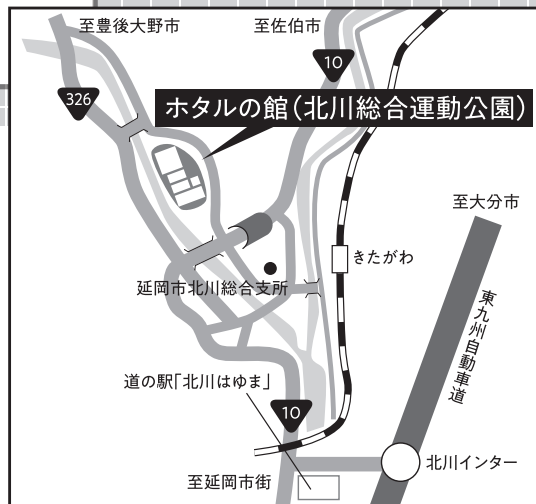 至豊後大野市
至佐伯市
10
326
ホタルの館(北川総合運動公園)
至大分市
きたがわ
延岡市北川総合支所
東九州自動車道
道の駅「北川はゆま」
10
北川インター
至延岡市街